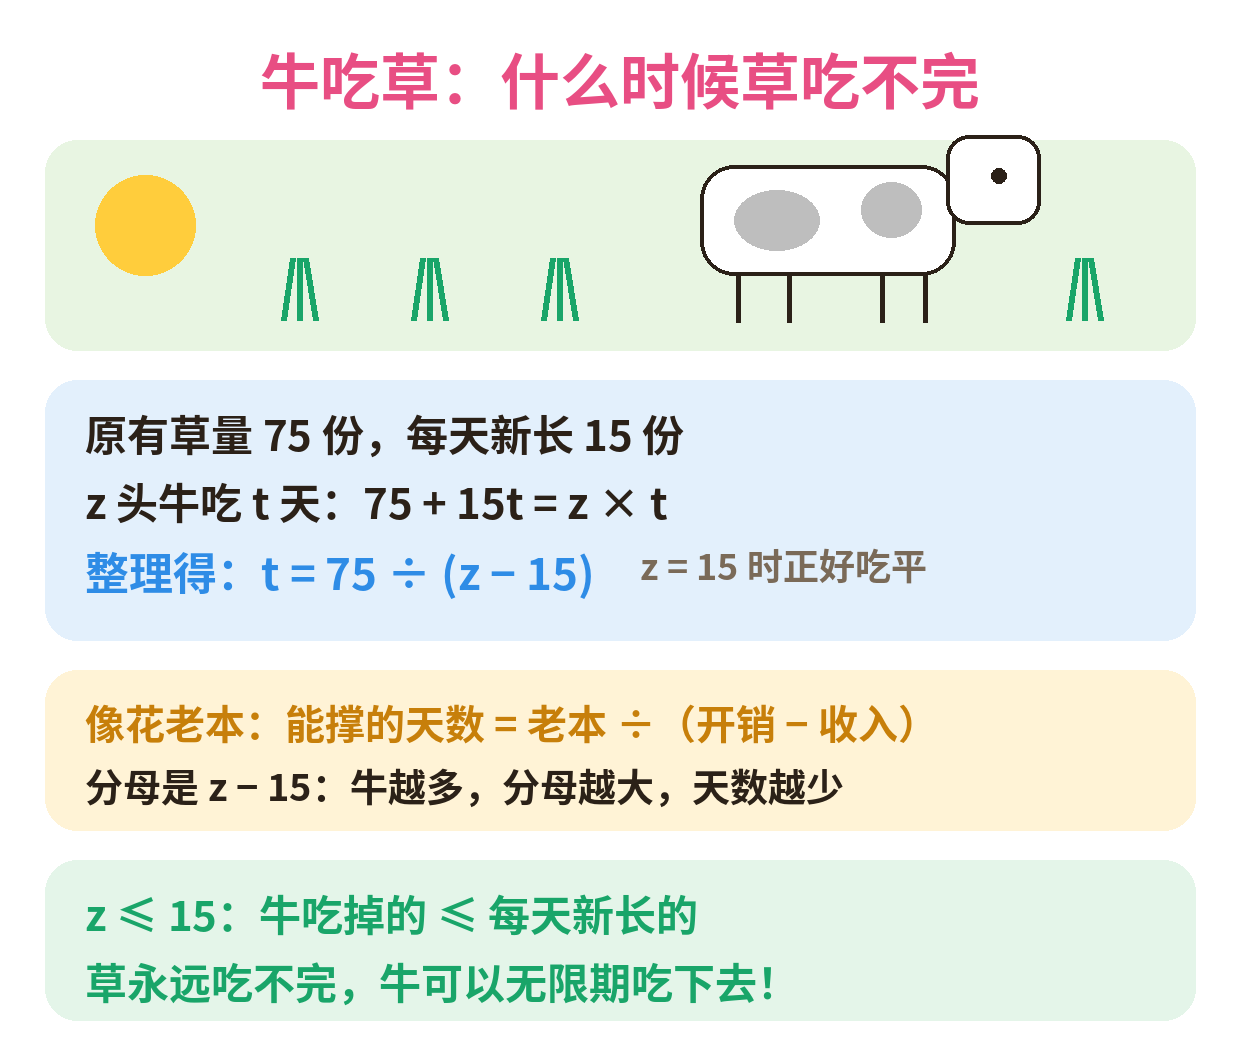 牛吃草：什么时候草吃不完
原有草量 75 份，每天新长 15 份
z 头牛吃 t 天：75 + 15t = z × t
整理得：t = 75 ÷ (z − 15)
z = 15 时正好吃平
像花老本：能撑的天数 = 老本 ÷（开销 − 收入）
分母是 z − 15：牛越多，分母越大，天数越少
z ⩽ 15：牛吃掉的 ⩽ 每天新长的
草永远吃不完，牛可以无限期吃下去！